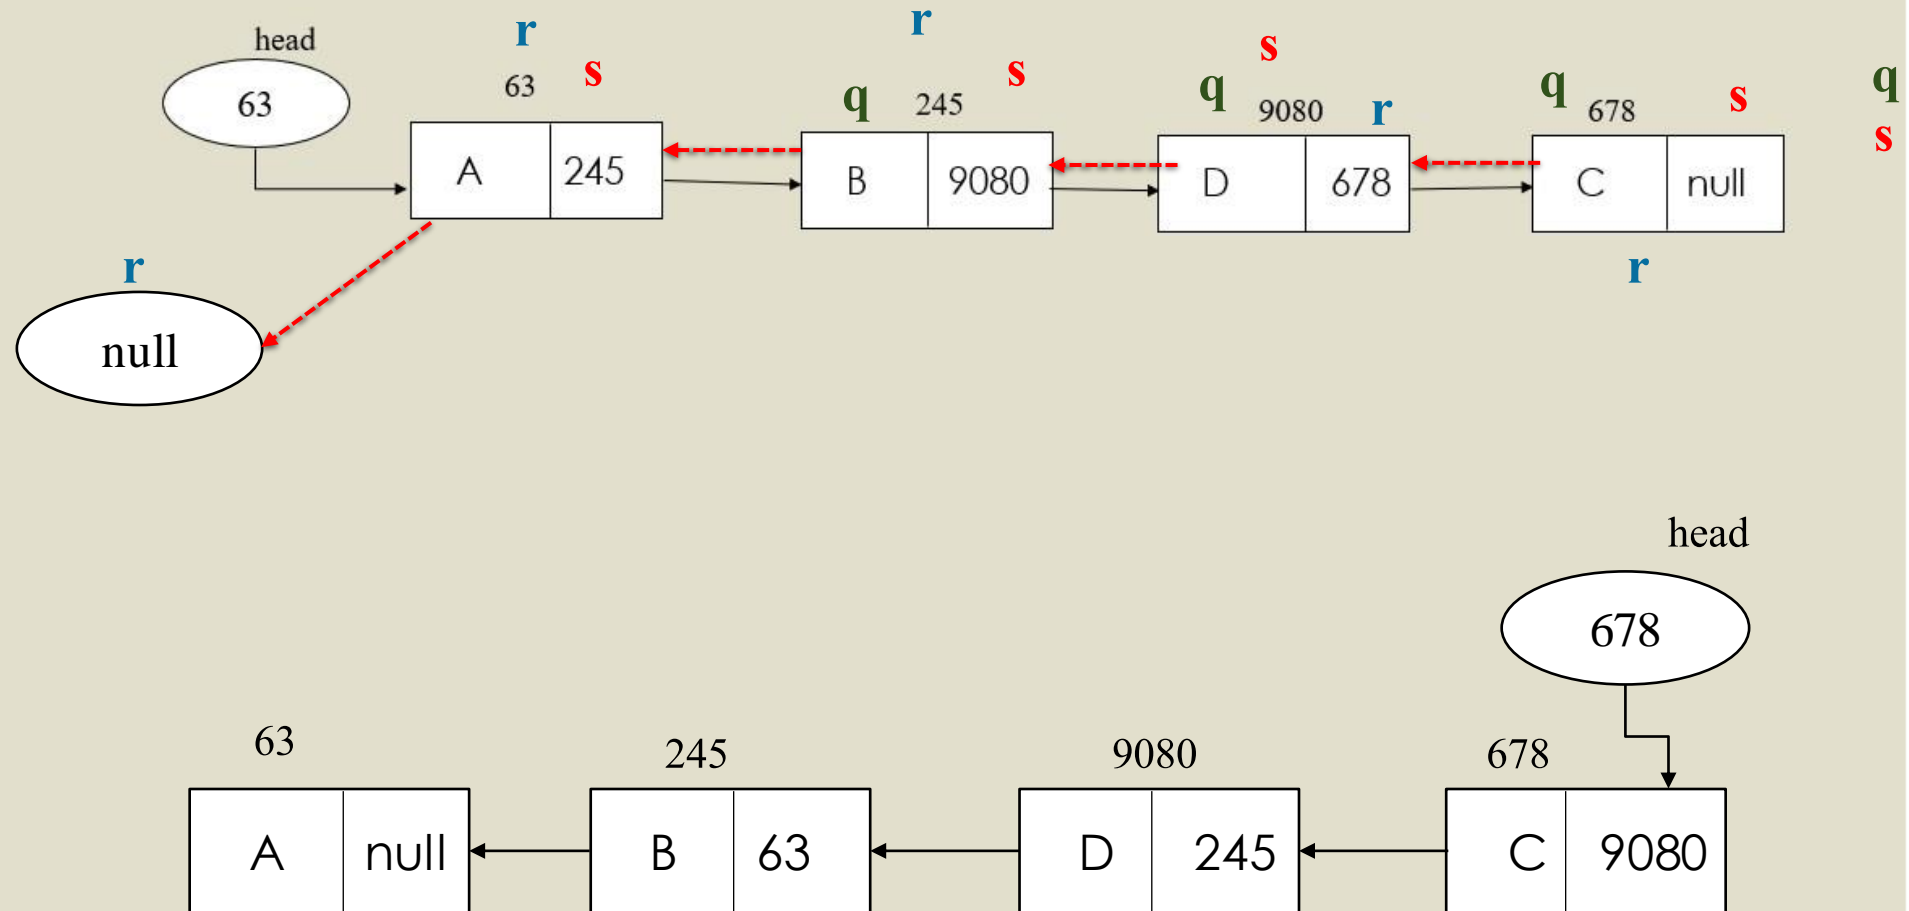 r r
head s
r 63 s q 245 s q 9080 r q 678 s q
63 s
A 245 B 9080 D 678 C null
r r
null
head
678
63 245 9080 678
A null B 63 D 245 C 9080